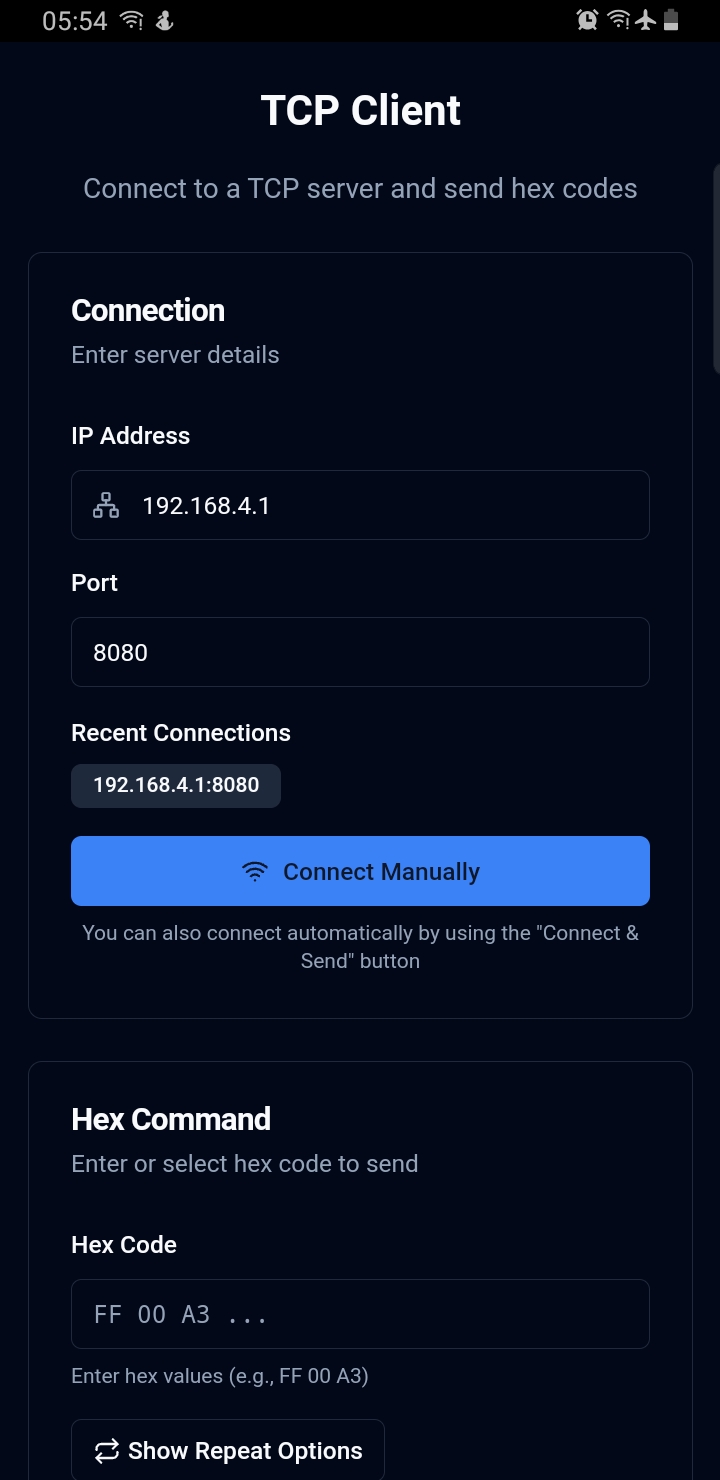 05:54
TCP Client
Connect to a TCP server and send hex codes
Connection
Enter server details
IP Address
192.168.4.1
Port
8080
Recent Connections
192.168.4.1:8080
Connect Manually
You can also connect automatically by using the "Connect &
Send" button
Hex Command
Enter or select hex code to send
Hex Code
FF 00 A3 ...
Enter hex values (e.g., FF 00 A3)
Show Repeat Options